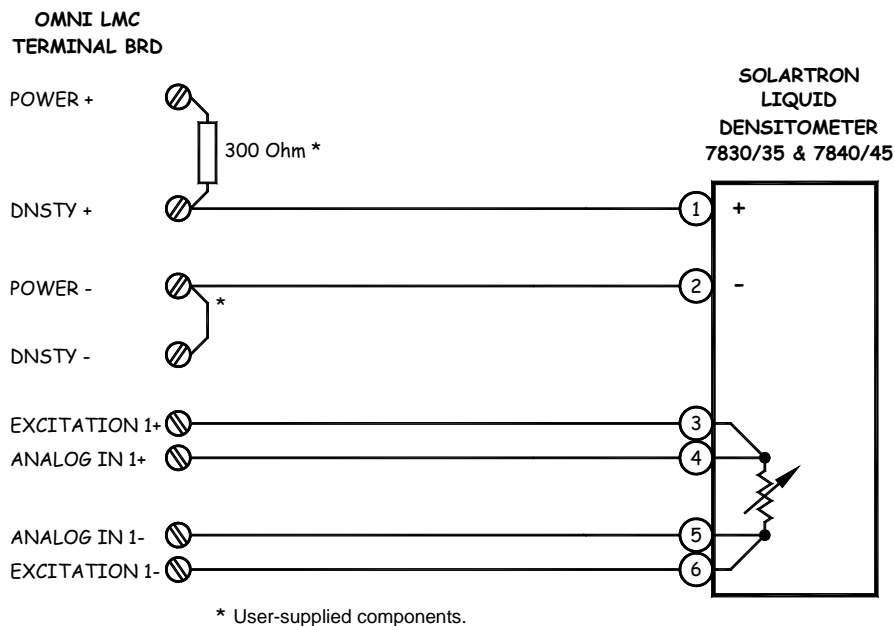 OMNI LMC
TERMINAL BRD
SOLARTRON
LIQUID
DENSITOMETER
7830/35 & 7840/45
POWER +
300 Ohm *
DNSTY +
1
+
POWER -
2
-
*
DNSTY -
EXCITATION 1+
3
ANALOG IN 1+
4
ANALOG IN 1-
5
EXCITATION 1-
6
* User-supplied components.